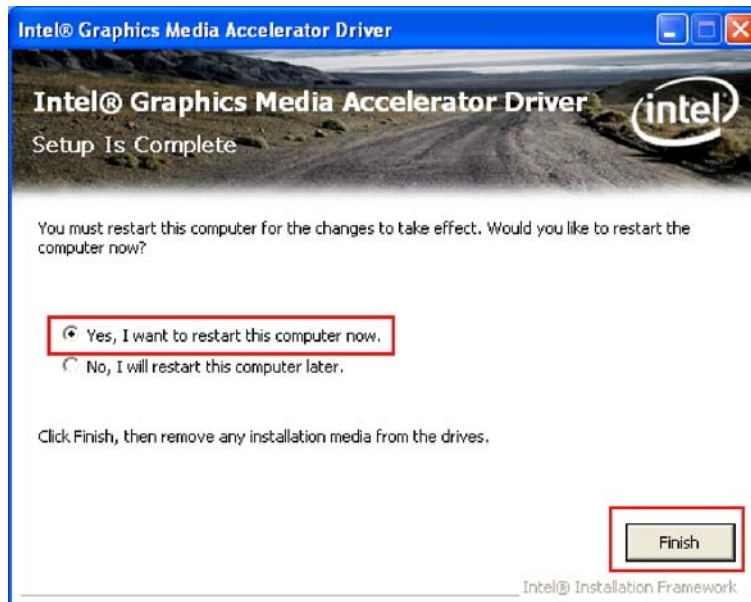 Intel® Graphics Media Accelerator Driver
Intel® Graphics Media Accelerator Driver
intel
Setup Is Complete
You must restart this computer for the changes to take effect. Would you like to restart the
computer now?
Yes, I want to restart this computer now.
No, I will restart this computer later.
Click Finish, then remove any installation media from the drives.
Finish
Intel® Installation Framework